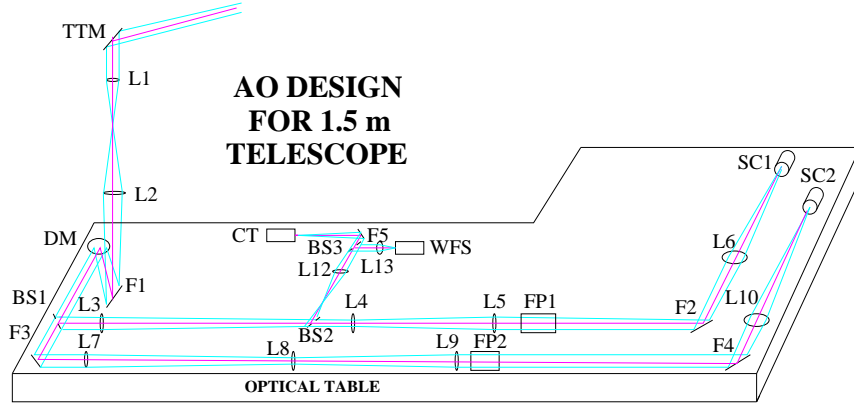 TTM
L1
AO DESIGN
FOR 1.5 m
TELESCOPE
SC1
SC2
L2
CT
F5
DM
BS3
WFS
L12
L13
L6
F1
BS1
L3
L4
L5
FP1
F2
L10
F3
BS2
L7
L8
L9
FP2
F4
OPTICAL TABLE